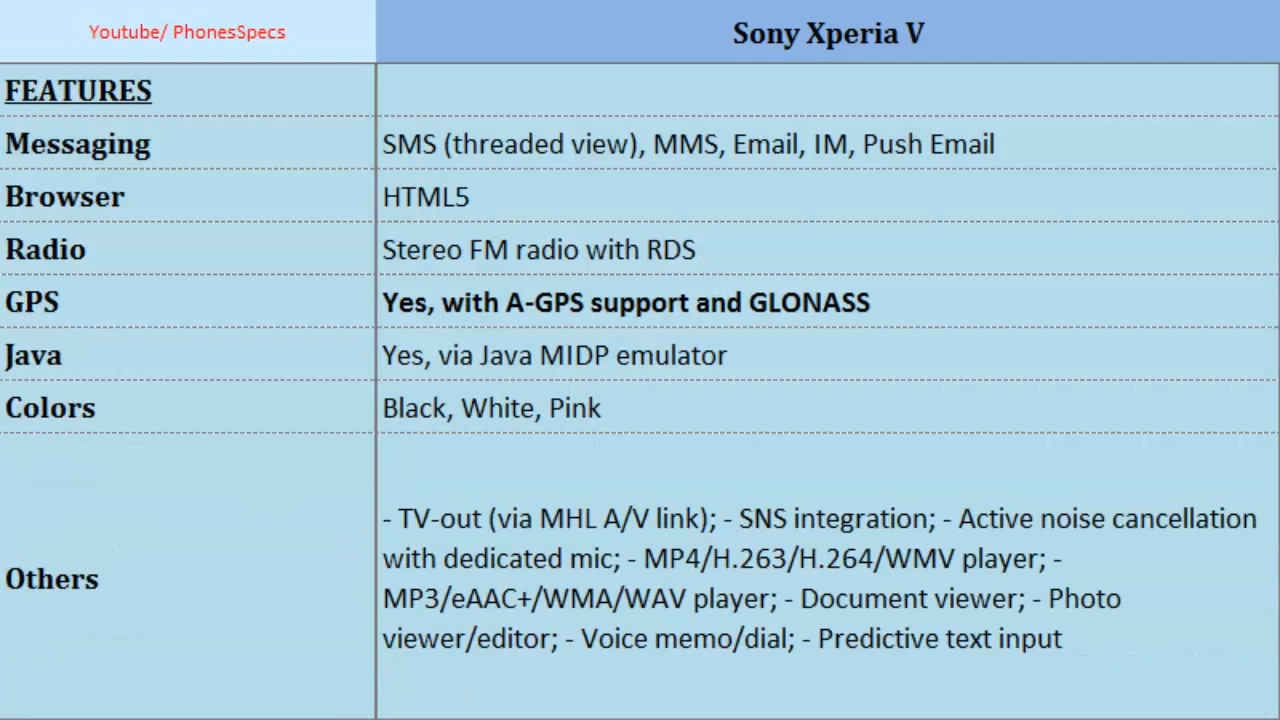 Youtube/ PhonesSpecs
Sony Xperia V
FEATURES
Messaging
SMS (threaded view), MMS, Email, IM, Push Email
Browser
HTML5
Radio
Stereo FM radio with RDS
GPS
Yes, with A-GPS support and GLONASS
Java
Yes, via Java MIDP emulator
Colors
Black, White, Pink
Others
- TV-out (via MHL A/V link); - SNS integration; - Active noise cancellation
with dedicated mic; - MP4/H.263/H.264/WMV player; -
MP3/eAAC+/WMA/WAV player; - Document viewer; - Photo
viewer/editor; - Voice memo/dial; - Predictive text input